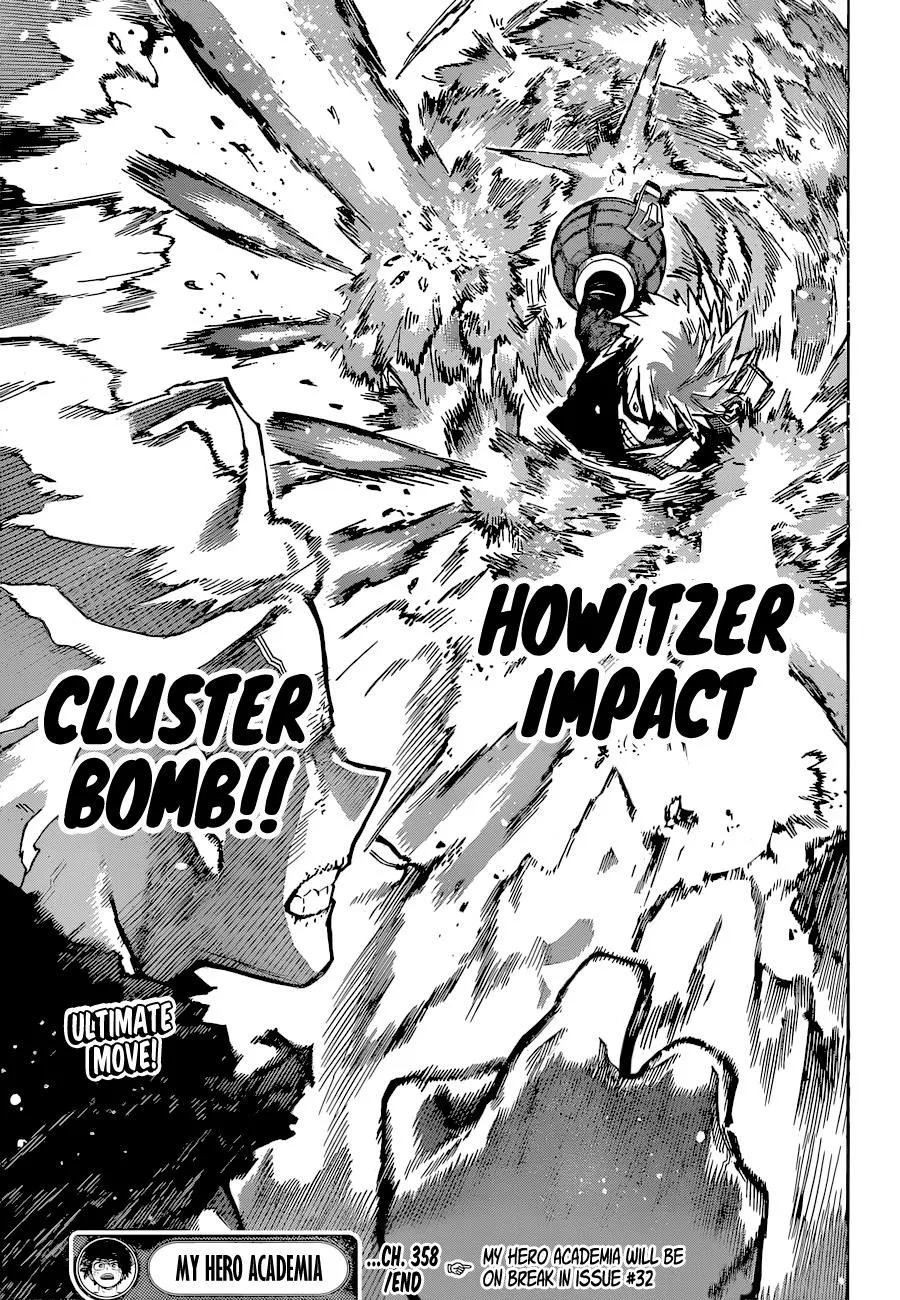 HOWITZER
IMPACT
CLUSTER
BOMB!!
ULTIMATE
MOVE!
MY HERO ACADEMIA
...CH. 358
/END
MY HERO ACADEMIA WILL BE
ON BREAK IN ISSUE #32